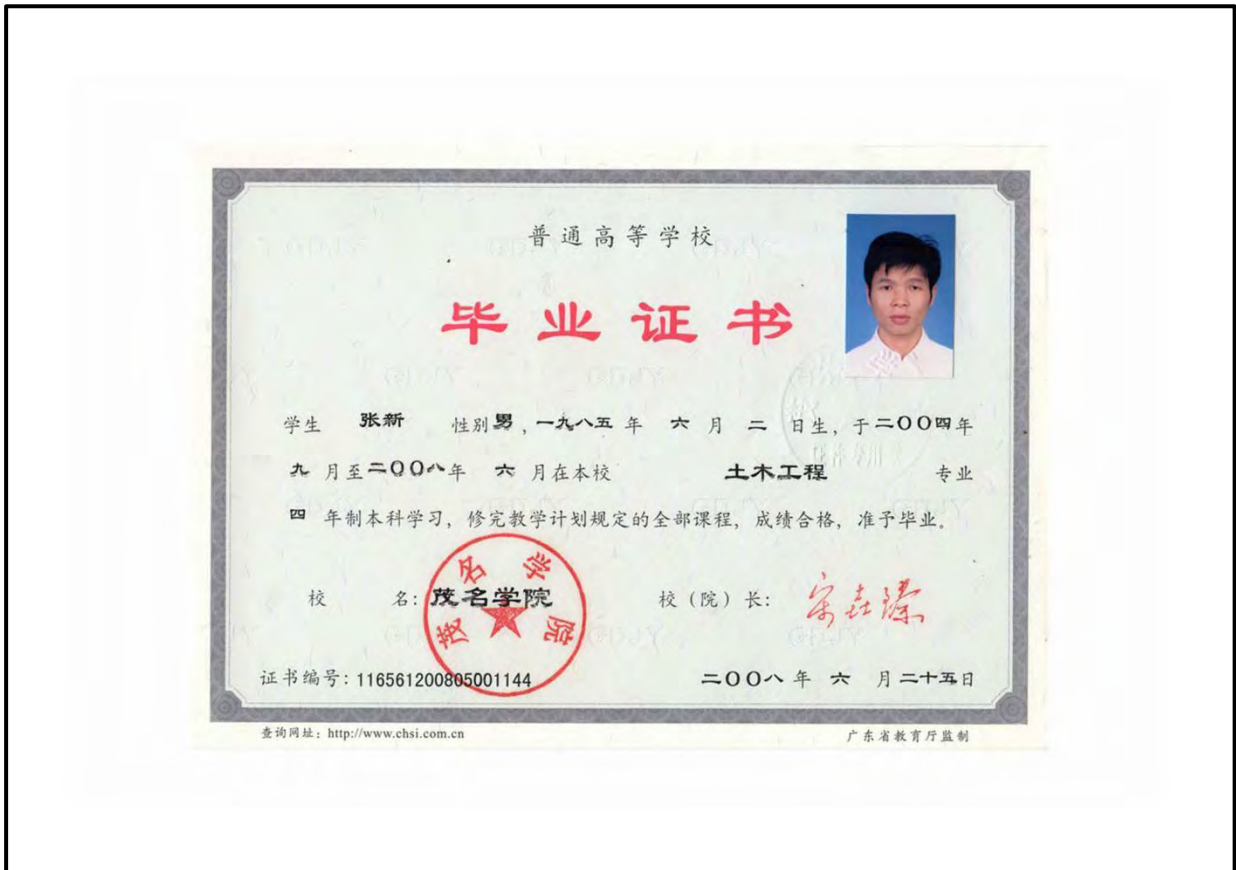 普通高等学校
毕业证书
学生 张新 性别男，一九八五年 六 月 二 日生，于二〇〇四年
九 月至二〇〇八年 六 月在本校 土木工程 专业
四 年制本科学习，修完教学计划规定的全部课程，成绩合格，准予毕业。
校 名：茂名学院 校（院）长：
茂名学院
证书编号：116561200805001144 二〇〇八 年 六 月二十五日
查询网址：http://www.chsi.com.cn 广东省教育厅监制